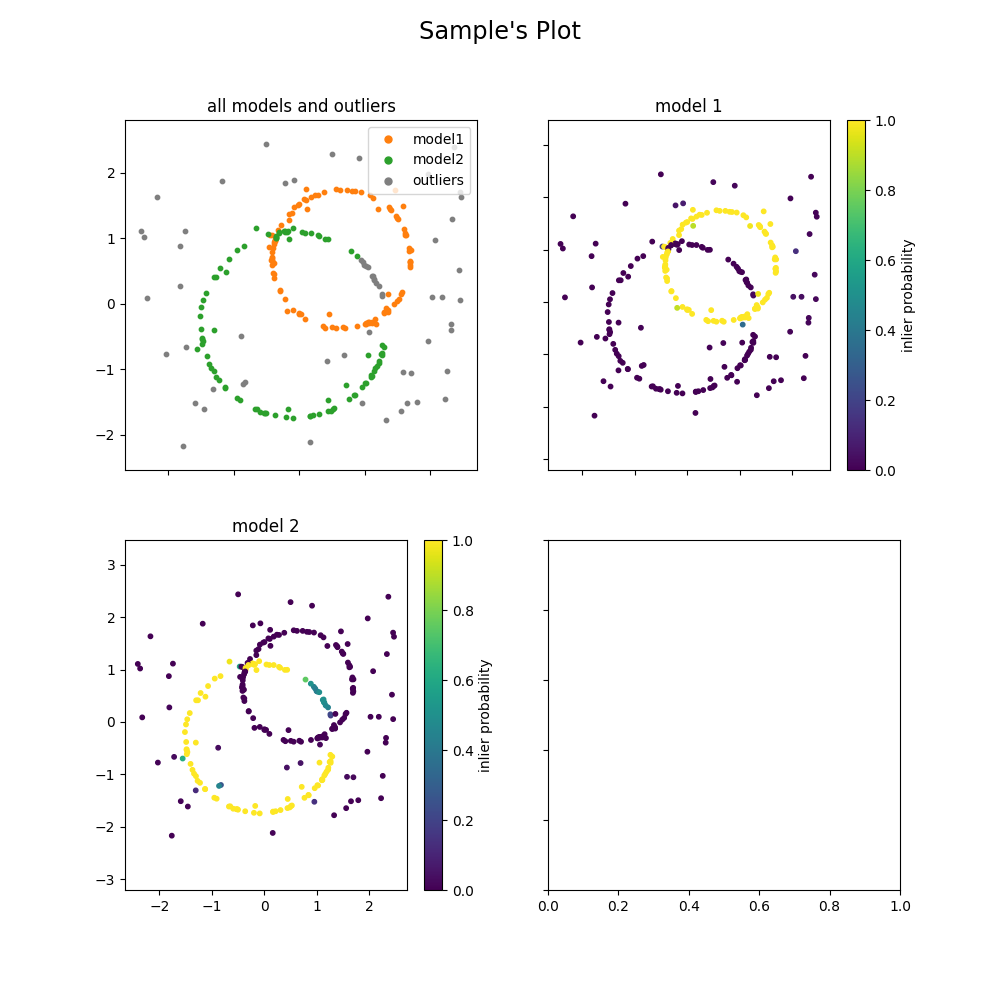 Sample's Plot
all models and outliers
model1
model2
outliers
2
1
0
−1
−2
model 1
1.0
0.8
0.6
0.4
0.2
0.0
inlier probability
model 2
3
2
1
0
−1
−2
−3
−2 −1 0 1 2
1.0
0.8
0.6
0.4
0.2
0.0
inlier probability
0.0 0.2 0.4 0.6 0.8 1.0